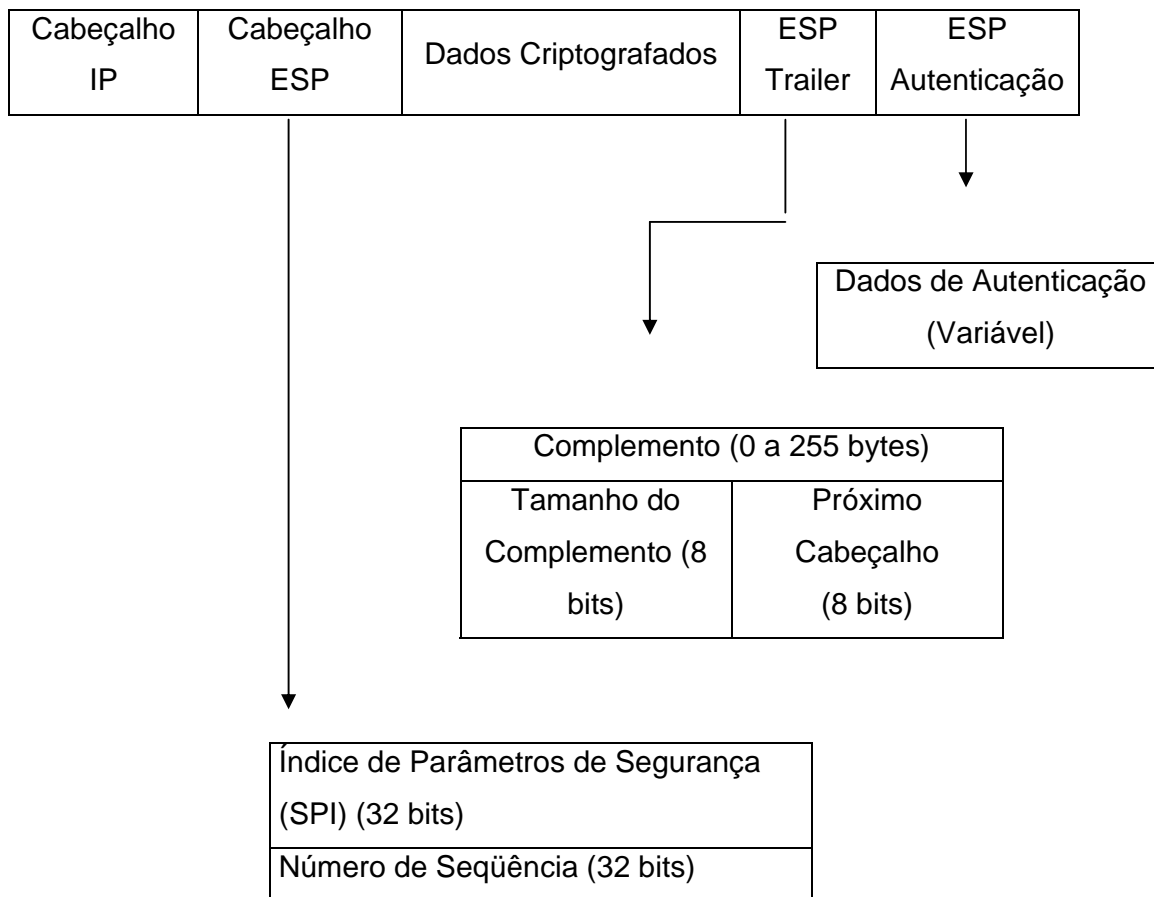 Cabeçalho
IP
Cabeçalho
ESP
Dados Criptografados
ESP
Trailer
ESP
Autenticação
Dados de Autenticação
(Variável)
Complemento (0 a 255 bytes)
Tamanho do
Complemento (8
bits)
Próximo
Cabeçalho
(8 bits)
Índice de Parâmetros de Segurança
(SPI) (32 bits)
Número de Seqüência (32 bits)